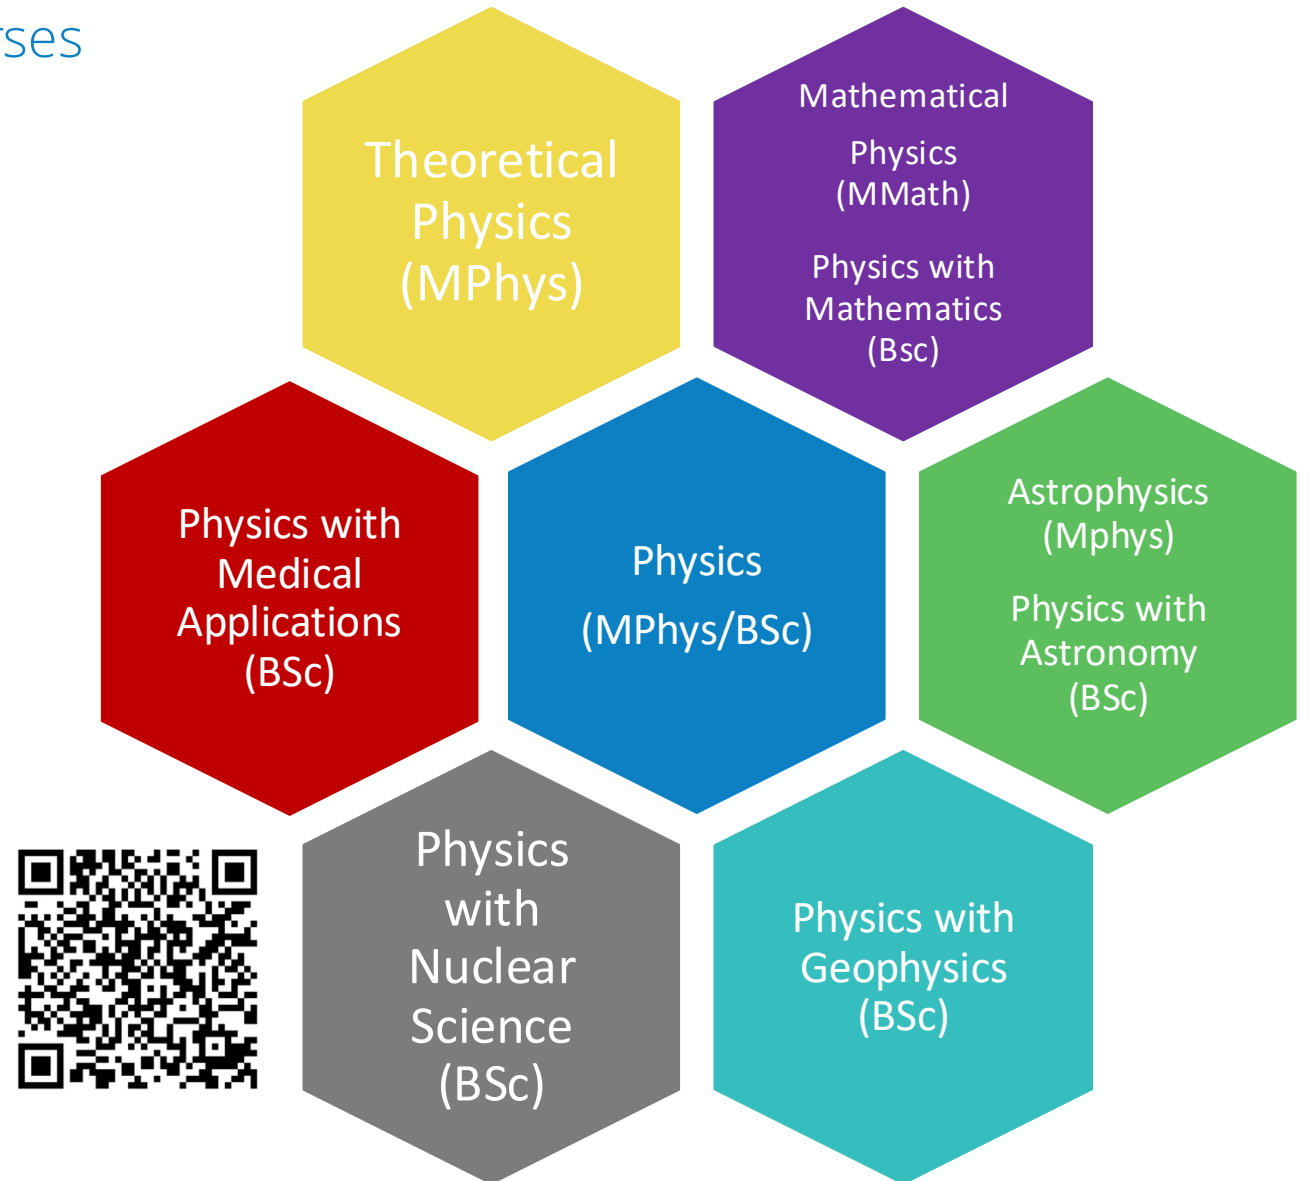 rses
Theoretical
Physics
(MPhys)
Mathematical
Physics
(MMath)
Physics with
Mathematics
(Bsc)
Physics with
Medical
Applications
(BSc)
Physics
(MPhys/BSc)
Astrophysics
(Mphys)
Physics with
Astronomy
(BSc)
Physics
with
Nuclear
Science
(BSc)
Physics with
Geophysics
(BSc)